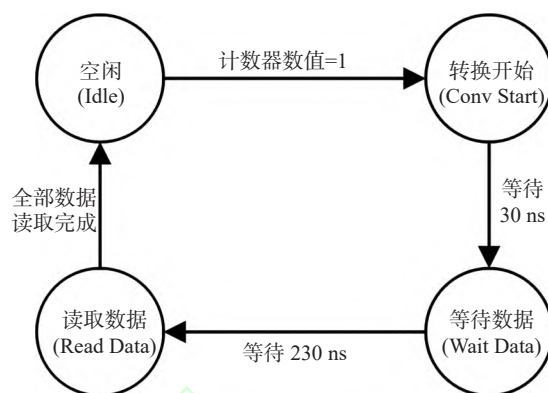 空闲
(Idle)
计数器数值=1
转换开始
(Conv Start)
等待
30 ns
全部数据
读取完成
读取数据
(Read Data)
等待 230 ns
等待数据
(Wait Data)